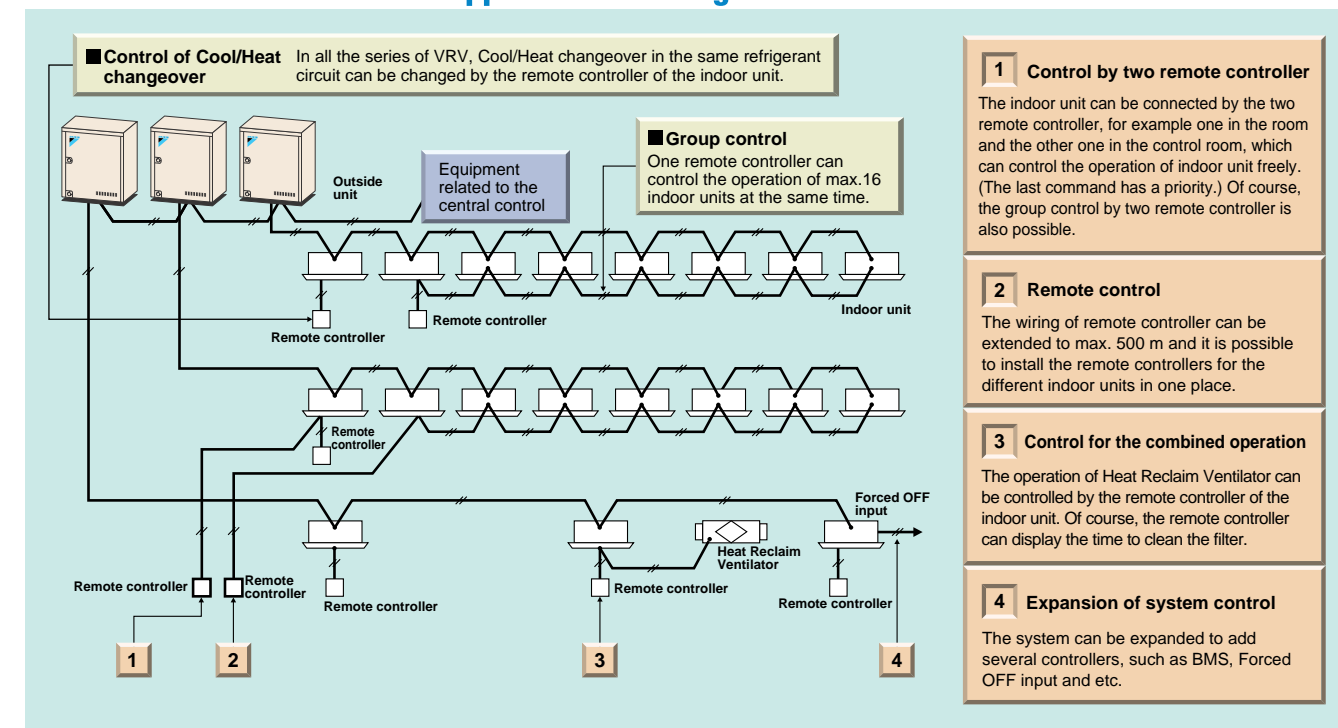 Control of Cool/Heat changeover
In all the series of VRV, Cool/Heat changeover in the same refrigerant
circuit can be changed by the remote controller of the indoor unit.
Outside
unit
Equipment
related to the
central control
Group control
One remote controller can
control the operation of max.16
indoor units at the same time.
Indoor unit
Remote controller
Remote controller
Remote
controller
Forced OFF
input
Heat Reclaim
Ventilator
Remote controller
Remote
controller
Remote controller
Remote controller
Remote controller
1
2
3
4
1 Control by two remote controller
The indoor unit can be connected by the two
remote controller, for example one in the room
and the other one in the control room, which
can control the operation of indoor unit freely.
(The last command has a priority.) Of course,
the group control by two remote controller is
also possible.
2 Remote control
The wiring of remote controller can be
extended to max. 500 m and it is possible
to install the remote controllers for the
different indoor units in one place.
3 Control for the combined operation
The operation of Heat Reclaim Ventilator can
be controlled by the remote controller of the
indoor unit. Of course, the remote controller
can display the time to clean the filter.
4 Expansion of system control
The system can be expanded to add
several controllers, such as BMS, Forced
OFF input and etc.